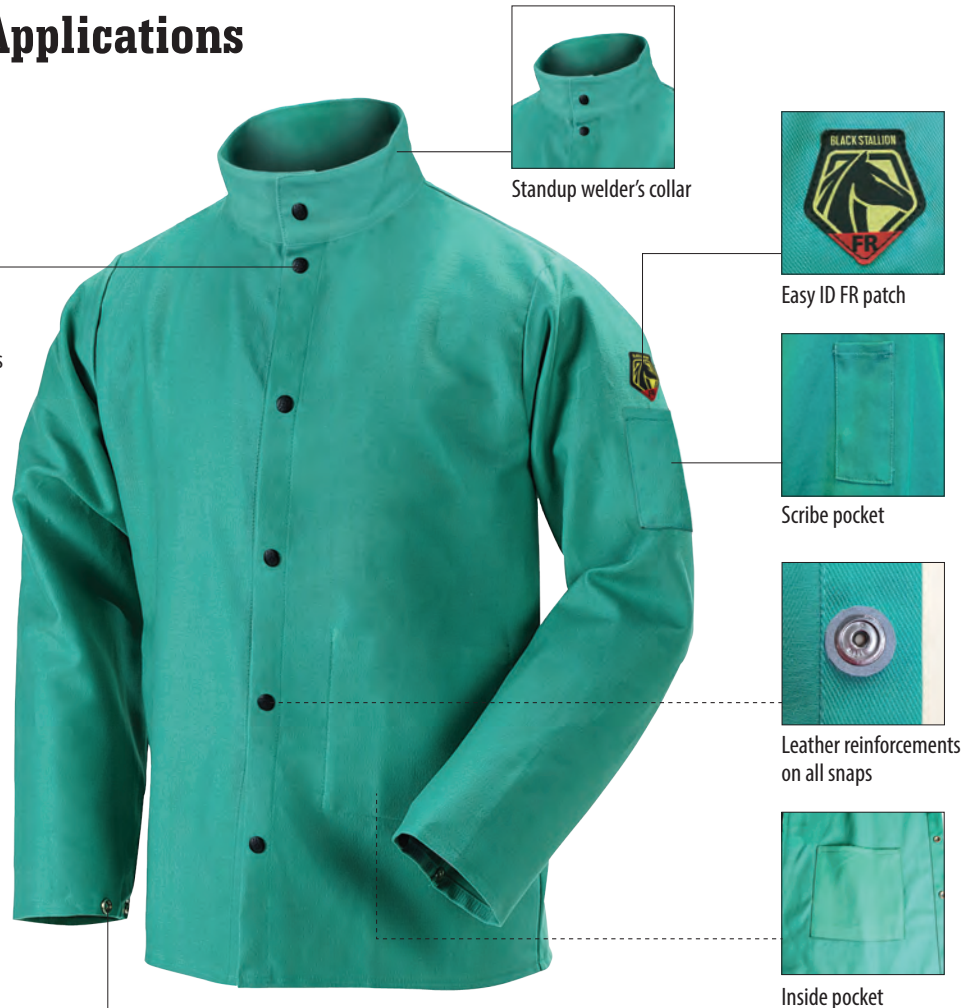 Applications
Standup welder's collar
BLACK STALLION
FR
Easy ID FR patch
s
Scribe pocket
Leather reinforcements
on all snaps
Inside pocket